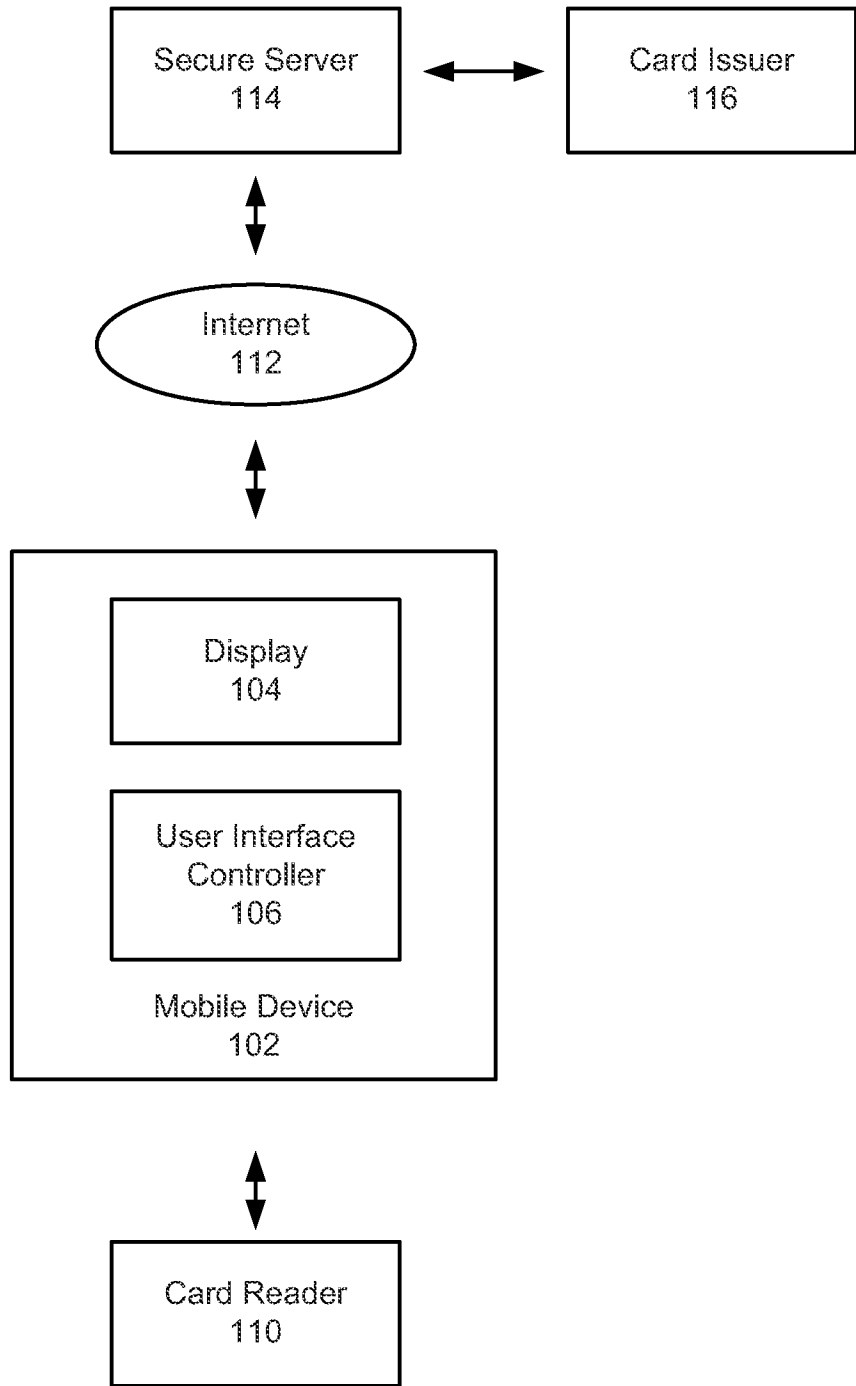 Secure Server
114
Card Issuer
116
Internet
112
Display
104
User Interface
Controller
106
Mobile Device
102
Card Reader
110